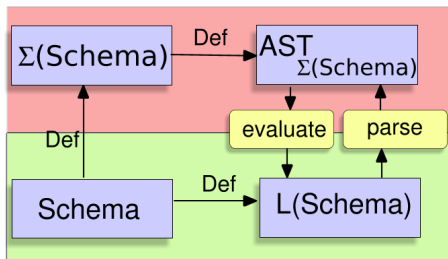 Σ(Schema)
Def
AST
Σ(Schema)
evaluate
parse
Def
Schema
Def
L(Schema)